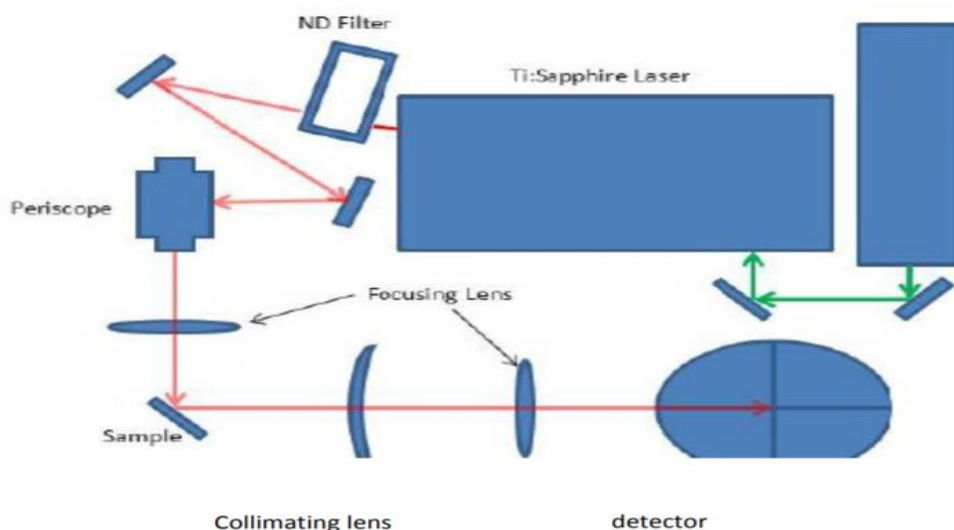 ND Filter
Ti:Sapphire Laser
Periscope
Focusing Lens
Sample
Collimating lens
detector